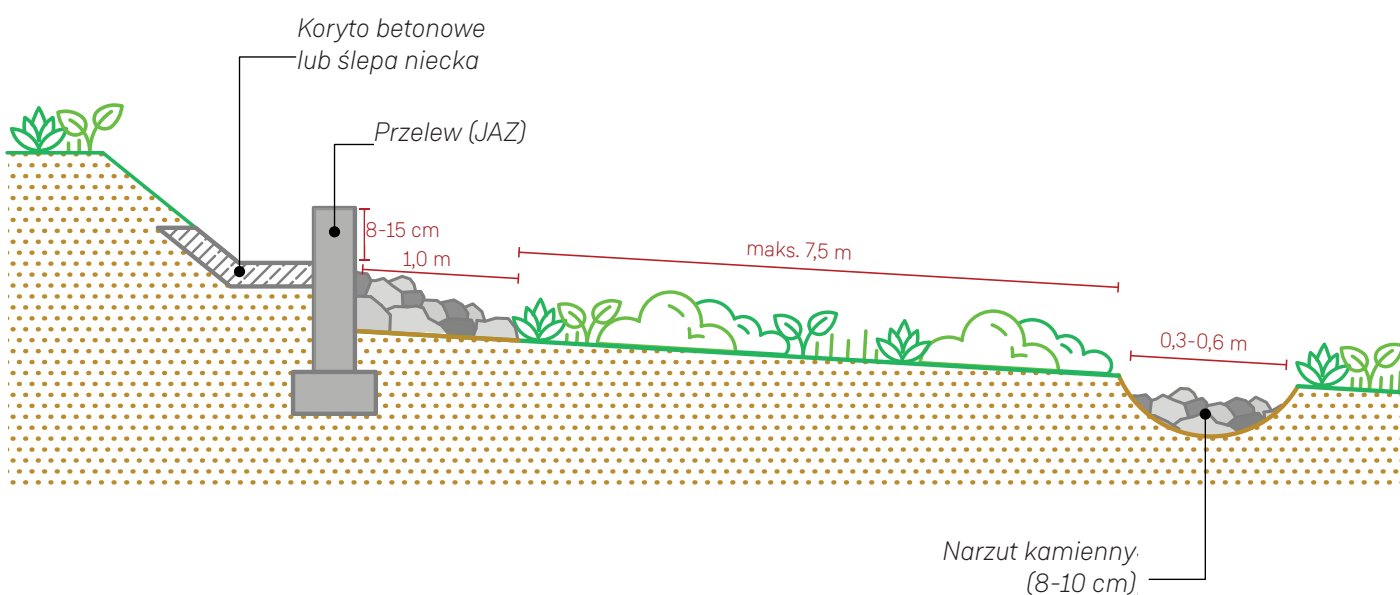 Koryto betonowe
lub ślepa niecka
Przelew (JAZ)
8-15 cm
1,0 m
maks. 7,5 m
0,3-0,6 m
Narzut kamienny
(8-10 cm)